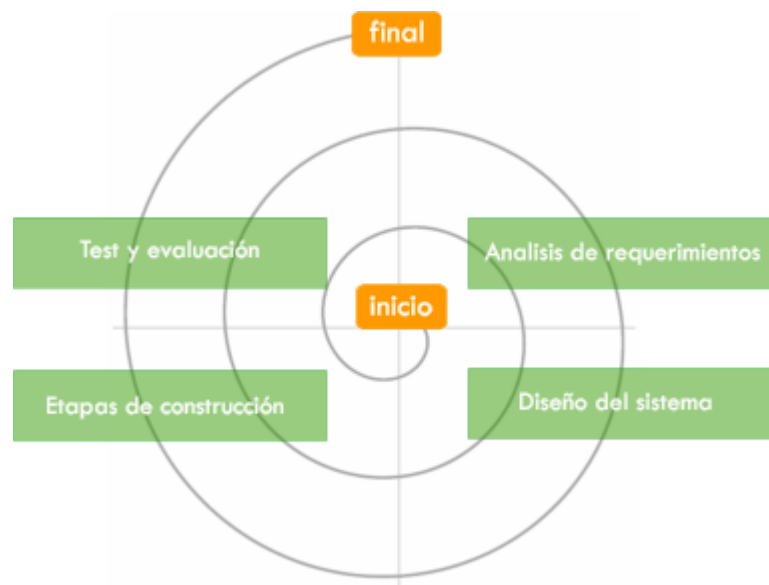 final
Test y evaluación
Analisis de requerimientos
inicio
Etapas de construcción
Diseño del sistema